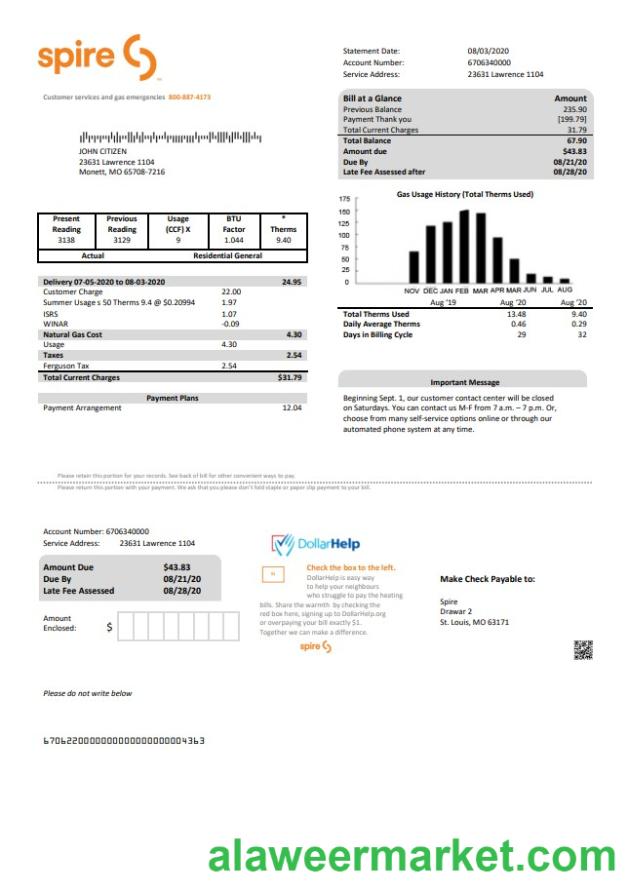 spire
Statement Date: 08/03/2020
Account Number: 6706340000
Service Address: 23631 Lawrence 1104
Customer services and gas emergencies 800-887-4173
JOHN CITIZEN
23631 Lawrence 1104
Monett, MO 65708-7216
Bill at a Glance Amount
Previous Balance 235.90
Payment Thank you [199.79]
Total Current Charges 31.79
Total Balance 67.90
Amount due $43.83
Due By 08/21/20
Late Fee Assessed after 08/28/20
Present Reading Previous Reading Usage (CCF) X BTU Factor * Therms
3138 3129 9 1.044 9.40
Actual Residential General
Delivery 07-05-2020 to 08-03-2020 24.95
Customer Charge 22.00
Summer Usage s 50 Therms 9.4 @ $0.20994 1.97
ISRS 1.07
WINAR -0.09
Natural Gas Cost 4.30
Usage 4.30
Taxes 2.54
Ferguson Tax 2.54
Total Current Charges $31.79
Payment Plans
Payment Arrangement 12.04
Gas Usage History (Total Therms Used)
175
150
125
100
75
50
25
0
NOV DEC JAN FEB MAR APR MAR JUN JUL AUG
Aug '19 Aug '20 Aug '20
Total Therms Used 13.48 9.40
Daily Average Therms 0.46 0.29
Days in Billing Cycle 29 32
Important Message
Beginning Sept. 1, our customer contact center will be closed
on Saturdays. You can contact us M-F from 7 a.m. – 7 p.m. Or,
choose from many self-service options online or through our
automated phone system at any time.
Please retain this portion for your records. See back of bill for other convenient ways to pay.
Please return this portion with your payment. We ask that you please don't fold staple or paper clip payment to your bill.
Account Number: 6706340000
Service Address: 23631 Lawrence 1104
Amount Due $43.83
Due By 08/21/20
Late Fee Assessed 08/28/20
Amount
Enclosed: $
DollarHelp
Check the box to the left.
DollarHelp is easy way
to help your neighbours
who struggle to pay the heating
bills. Share the warmth by checking the
red box here, signing up to DollarHelp.org
or overpaying your bill exactly $1.
Together we can make a difference.
spire
Make Check Payable to:
Spire
Drawar 2
St. Louis, MO 63171
Please do not write below
alaweermarket.com